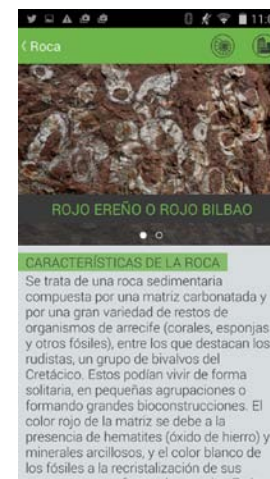 11:0
Roca
ROJO EREÑO O ROJO BILBAO
CARACTERÍSTICAS DE LA ROCA
Se trata de una roca sedimentaria
compuesta por una matriz carbonatada y
por una gran variedad de restos de
organismos de arrecife (corales, esponjas
y otros fósiles), entre los que destacan los
rudistas, un grupo de bivalvos del
Cretácico. Estos podían vivir de forma
solitaria, en pequeñas agrupaciones o
formando grandes bioconstrucciones. El
color rojo de la matriz se debe a la
presencia de hematites (óxido de hierro) y
minerales arcillosos, y el color blanco de
los fósiles a la recristalización de sus